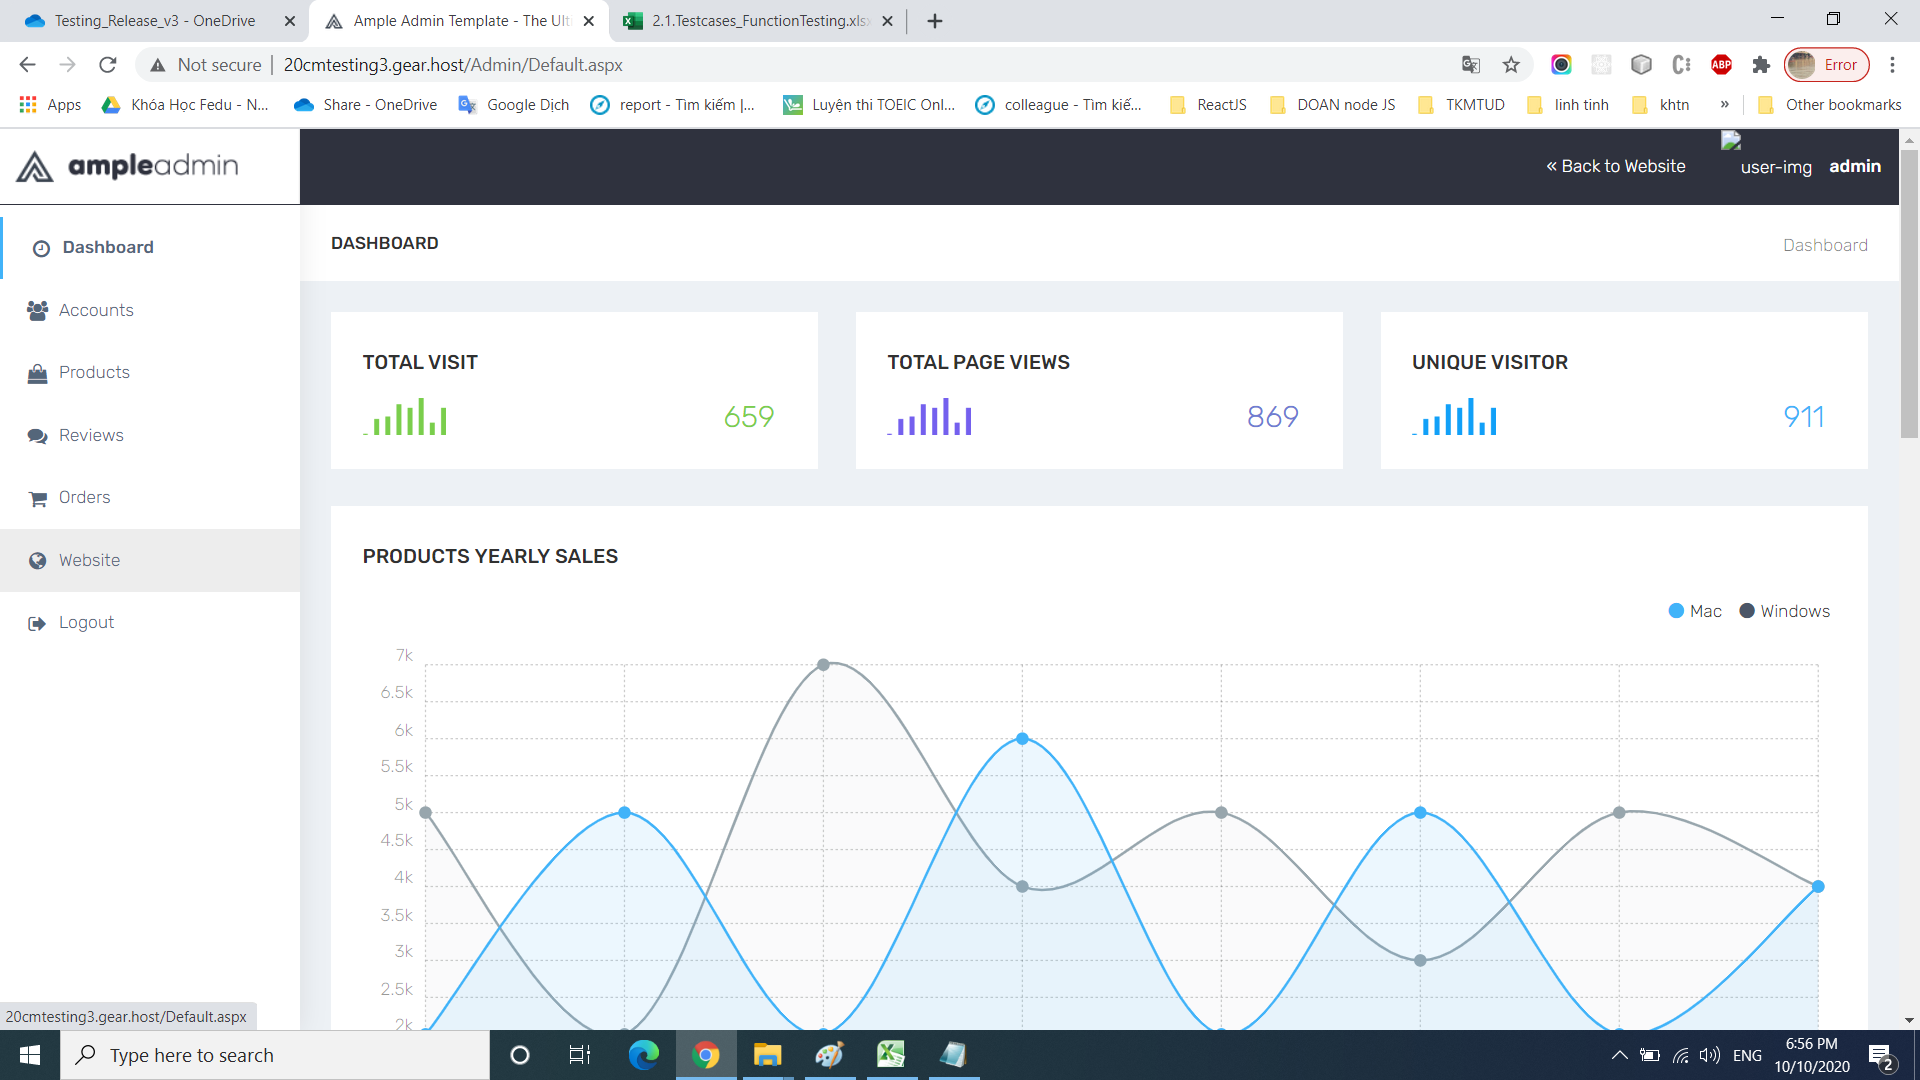 Testing_Release_v3 - OneDrive
Ample Admin Template - The Ult
2.1.Testcases_FunctionTesting.xls
Not secure
20cmtesting3.gear.host/Admin/Default.aspx
ABP
Error
Apps
Khóa Học Fedu - N...
Share - OneDrive
Google Dịch
report - Tìm kiếm |...
Luyện thi TOEIC Onl...
colleague - Tìm kiế...
ReactJS
DOAN node JS
TKMTUD
linh tinh
khtn
»
Other bookmarks
ampleadmin
« Back to Website
user-img
admin
Dashboard
Accounts
Products
Reviews
Orders
Website
Logout
DASHBOARD
Dashboard
TOTAL VISIT
659
TOTAL PAGE VIEWS
869
UNIQUE VISITOR
911
PRODUCTS YEARLY SALES
Mac
Windows
7k
6.5k
6k
5.5k
5k
4.5k
4k
3.5k
3k
2.5k
2k
20cmtesting3.gear.host/Default.aspx
Type here to search
ENG
6:56 PM
10/10/2020
2